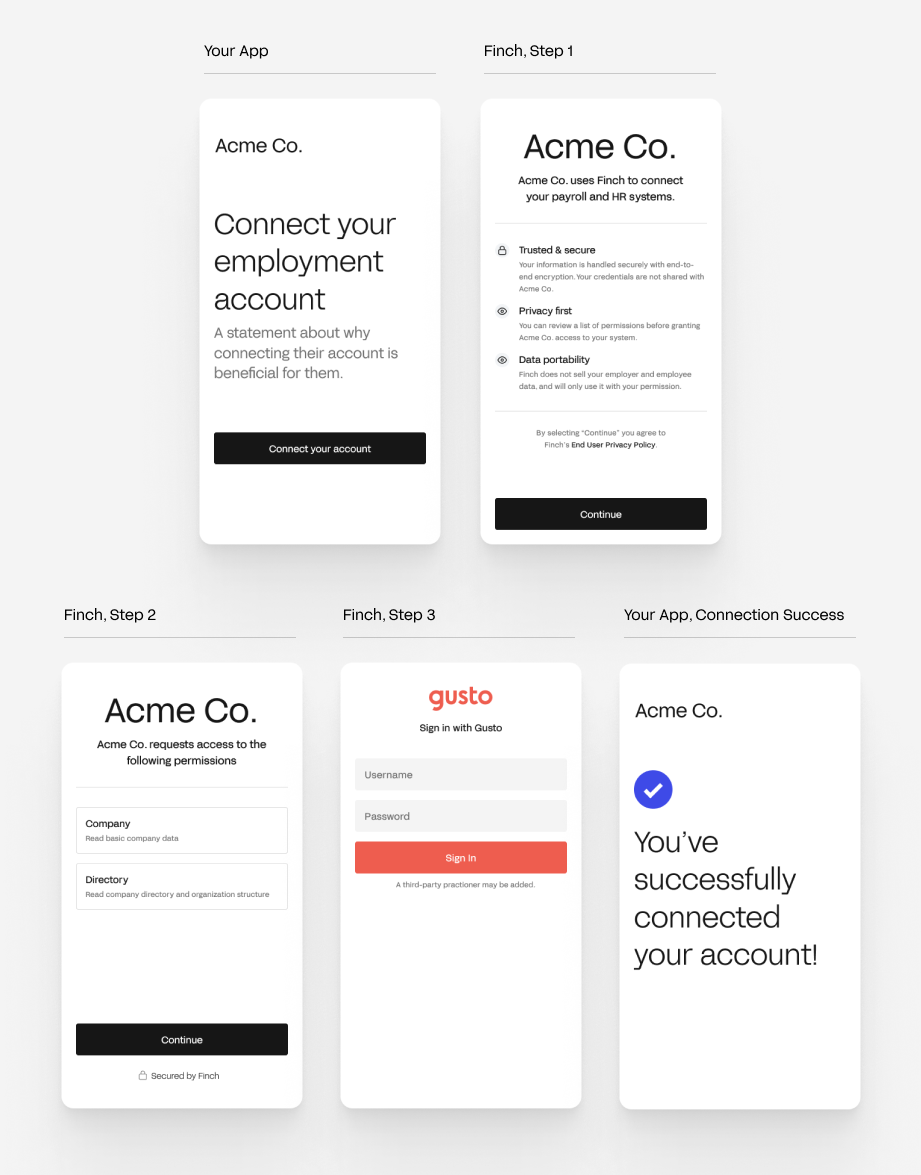 Your App
Acme Co.
Connect your
employment
account
A statement about why
connecting their account is
beneficial for them.
Connect your account
Finch, Step 1
Acme Co.
Acme Co. uses Finch to connect
your payroll and HR systems.
Trusted & secure
Your information is handled securely with end-to-
end encryption. Your credentials are not shared with
Acme Co.
Privacy first
You can review a list of permissions before granting
Acme Co. access to your system.
Data portability
Finch does not sell your employer and employee
data, and will only use it with your permission.
By selecting “Continue” you agree to
Finch's End User Privacy Policy.
Continue
Finch, Step 2
Acme Co.
Acme Co. requests access to the
following permissions
Company
Read basic company data
Directory
Read company directory and organization structure
Continue
Secured by Finch
Finch, Step 3
gusto
Sign in with Gusto
Username
Password
Sign In
A third-party practioner may be added.
Your App, Connection Success
Acme Co.
You’ve
successfully
connected
your account!